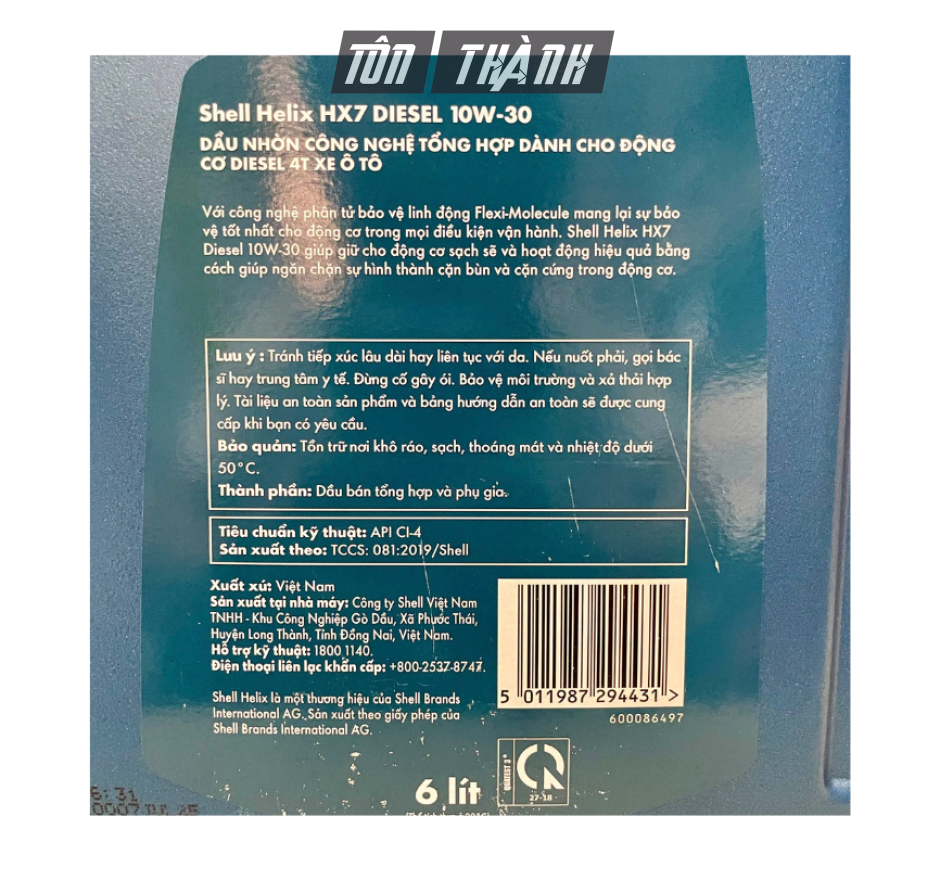 TÔN THÀNH
Shell Helix HX7 DIESEL 10W-30
DẦU NHỜN CÔNG NGHỆ TỔNG HỢP DÀNH CHO ĐỘNG
CƠ DIESEL 4T XE Ô TÔ
Với công nghệ phân tử bảo vệ linh động Flexi-Molecule mang lại sự bảo
vệ tốt nhất cho động cơ trong mọi điều kiện vận hành. Shell Helix HX7
Diesel 10W-30 giúp giữ cho động cơ sạch sẽ và hoạt động hiệu quả bằng
cách giúp ngăn chặn sự hình thành cặn bùn và cặn cứng trong động cơ.
Lưu ý : Tránh tiếp xúc lâu dài hay liên tục với da. Nếu nuốt phải, gọi bác
sĩ hay trung tâm y tế. Đừng cố gây ói. Bảo vệ môi trường và xả thải hợp
lý. Tài liệu an toàn sản phẩm và bảng hướng dẫn an toàn sẽ được cung
cấp khi bạn có yêu cầu.
Bảo quản: Tồn trữ nơi khô ráo, sạch, thoáng mát và nhiệt độ dưới
50°C.
Thành phần: Dầu bán tổng hợp và phụ gia.
Tiêu chuẩn kỹ thuật: API CI-4
Sản xuất theo: TCCS: 081:2019/Shell
Xuất xứ: Việt Nam
Sản xuất tại nhà máy: Công ty Shell Việt Nam
TNHH - Khu Công Nghiệp Gò Dầu, Xã Phước Thái,
Huyện Long Thành, Tỉnh Đồng Nai, Việt Nam.
Hỗ trợ kỹ thuật: 1800 1140.
Điện thoại liên lạc khẩn cấp: +800-2537-8747.
Shell Helix là một thương hiệu của Shell Brands
International AG. Sản xuất theo giấy phép của
Shell Brands International AG.
5 011987 294431 >
600086497
QUATEST 3
27-18
6 lít
6:31